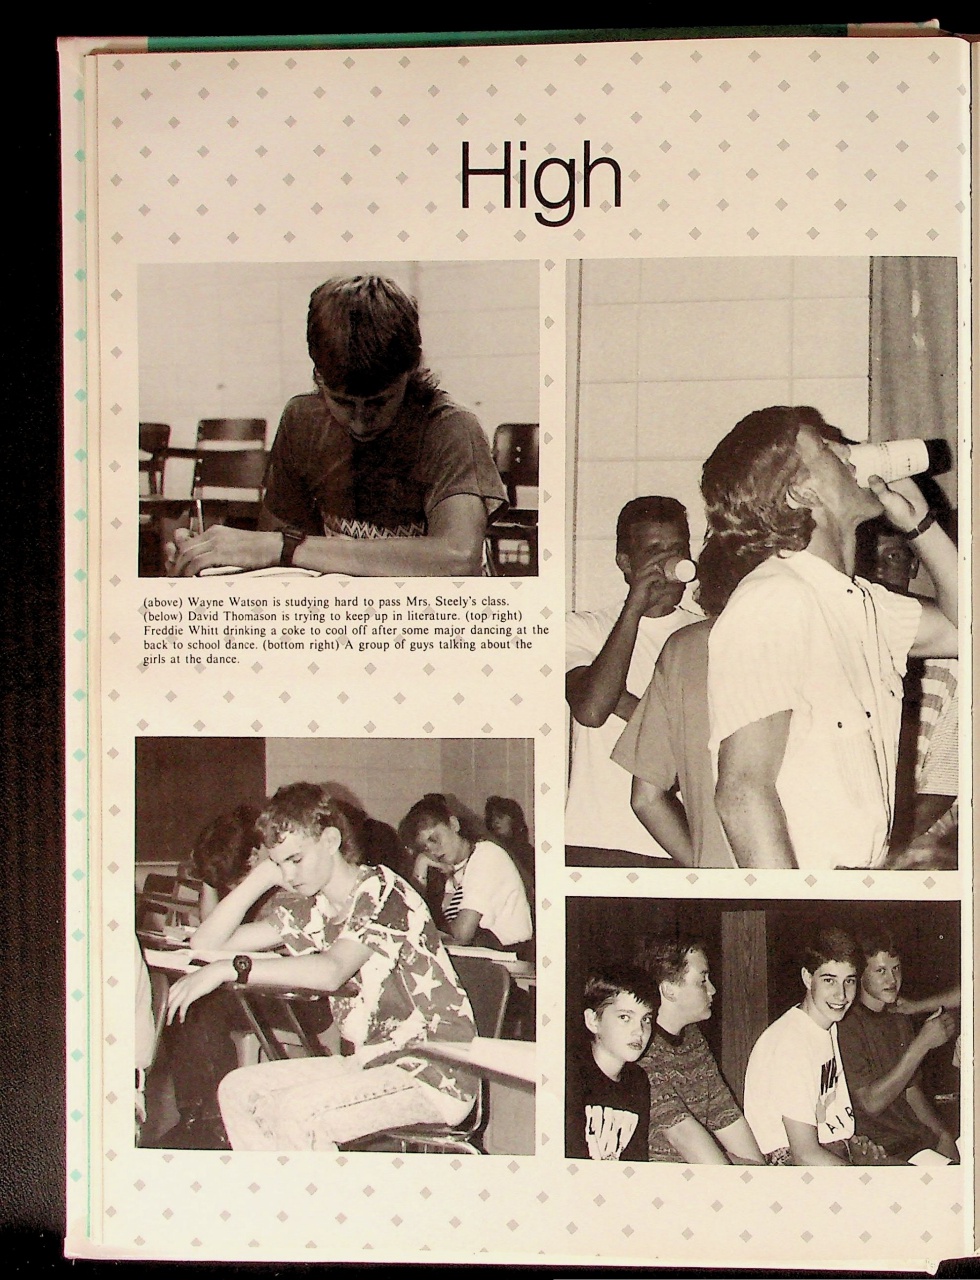 High
(above) Wayne Watson is studying hard to pass Mrs. Steely's class.
(below) David Thomason is trying to keep up in literature. (top right)
Freddie Whitt drinking a coke to cool off after some major dancing at the
back to school dance. (bottom right) A group of guys talking about the
girls at the dance.
AIR